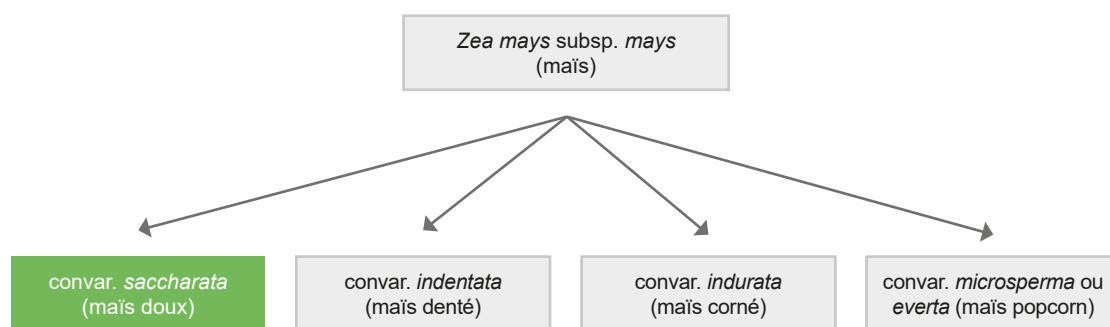 Zea mays subsp. mays
(maïs)
convar. saccharata
(maïs doux)
convar. indentata
(maïs denté)
convar. indurata
(maïs corné)
convar. microsperma ou
everta (maïs popcorn)